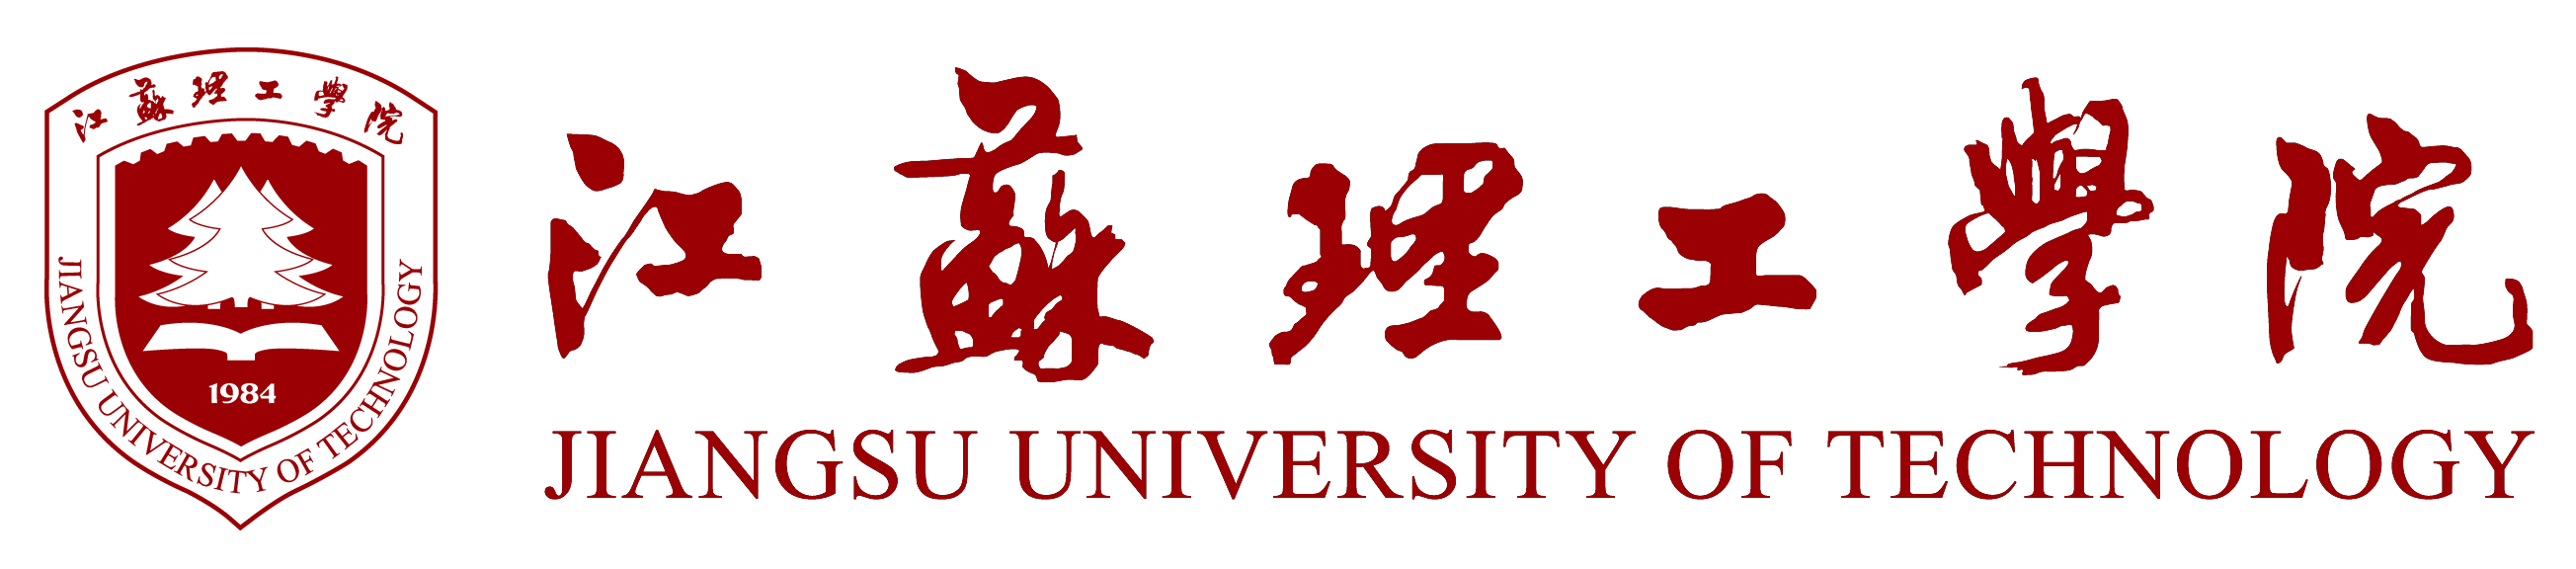 江蘇理工學院
JIANGSU UNIVERSITY OF TECHNOLOGY
1984
江蘇理工學院
JIANGSU UNIVERSITY OF TECHNOLOGY